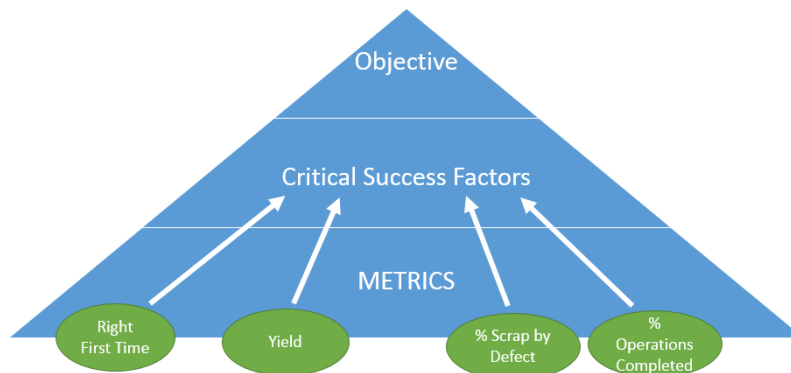 Objective
Critical Success Factors
METRICS
Right
First Time
Yield
% Scrap by
Defect
%
Operations
Completed